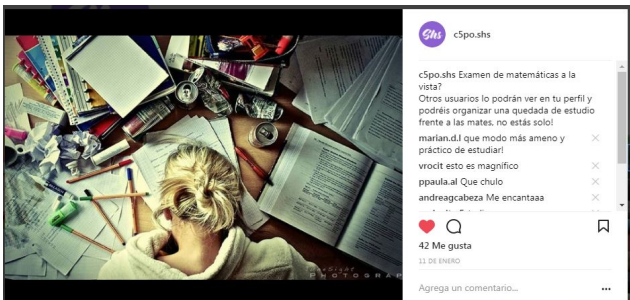 Shs
c5po.shs
c5po.shs Examen de matemáticas a la
vista?
Otros usuarios lo podrán ver en tu perfil y
podréis organizar una quedada de estudio
frente a las mates, no estás solo!
marian.d.l que modo más ameno y
práctico de estudiar!
vrocit esto es magnífico
ppaula.al Que chulo
andreagcabeza Me encantaaa
42 Me gusta
11 DE ENERO
Agrega un comentario...
PHOTOGRAP